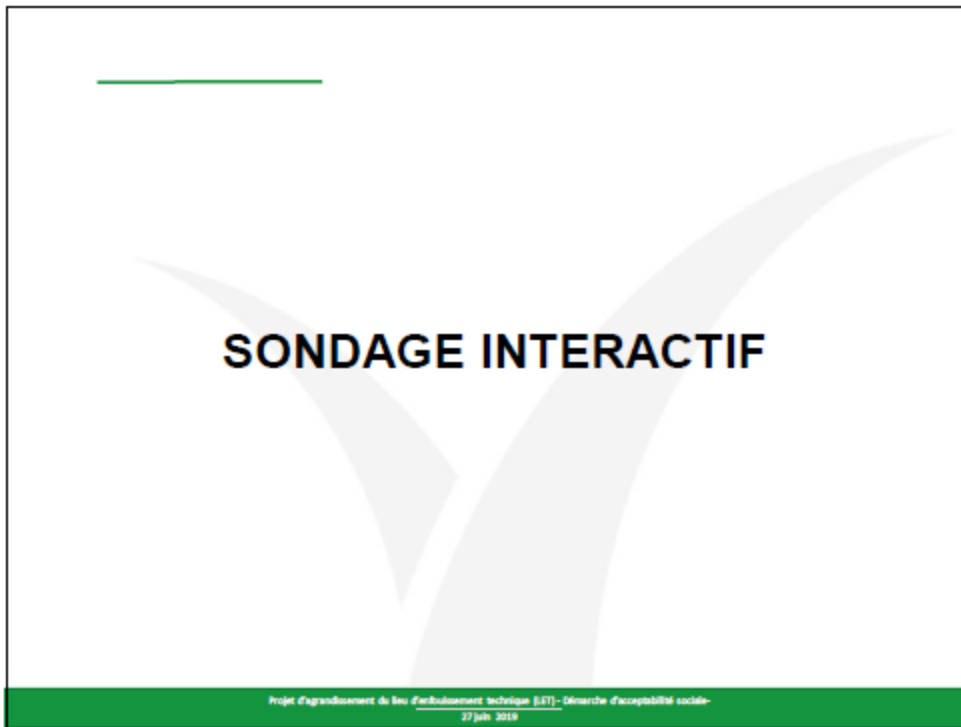 SONDAGE INTERACTIF
Projet d'agrandissement du lieu d'enfouissement technique (LET)- Démarche d'acceptabilité sociale-
27 juin 2019